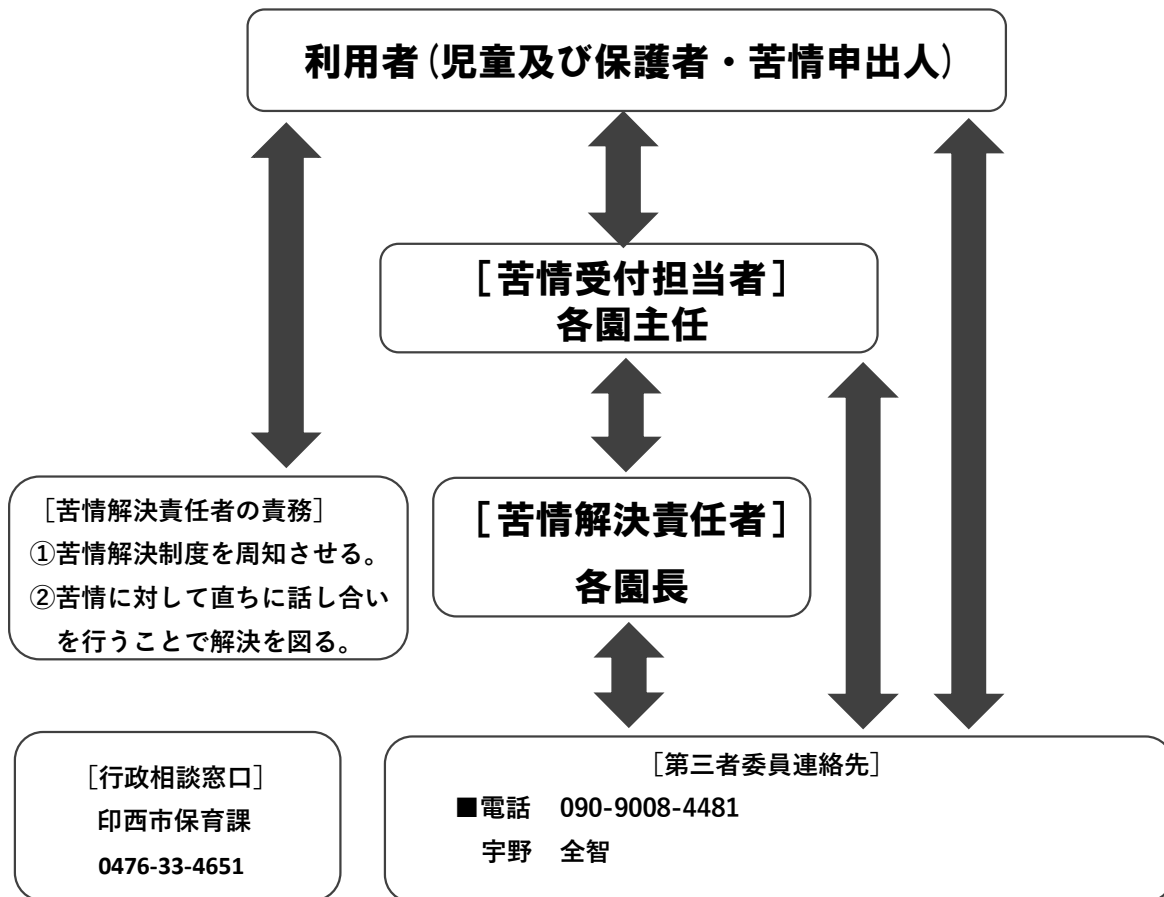 利用者(児童及び保護者・苦情申出人)
［苦情受付担当者］
各園主任
［苦情解決責任者の責務］
①苦情解決制度を周知させる。
②苦情に対して直ちに話し合い
を行うことで解決を図る。
［苦情解決責任者］
各園長
［行政相談窓口］
印西市保育課
0476-33-4651
［第三者委員連絡先］
■電話　090-9008-4481
宇野　全智